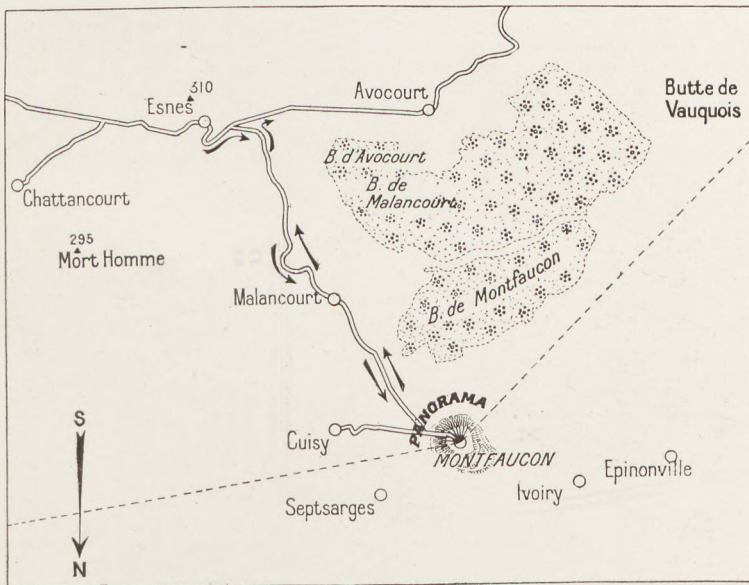 310
Esnes
Avocourt
Butte de
Vauquois
B. d'Avocourt
B. de
Malancourt
Chattancourt
295
Mort Homme
B. de Montfaucon
Malancourt
PANORAMA
S
Cuisy
MONTFAUCON
Epinonville
Ivoiry
Septsarges
N